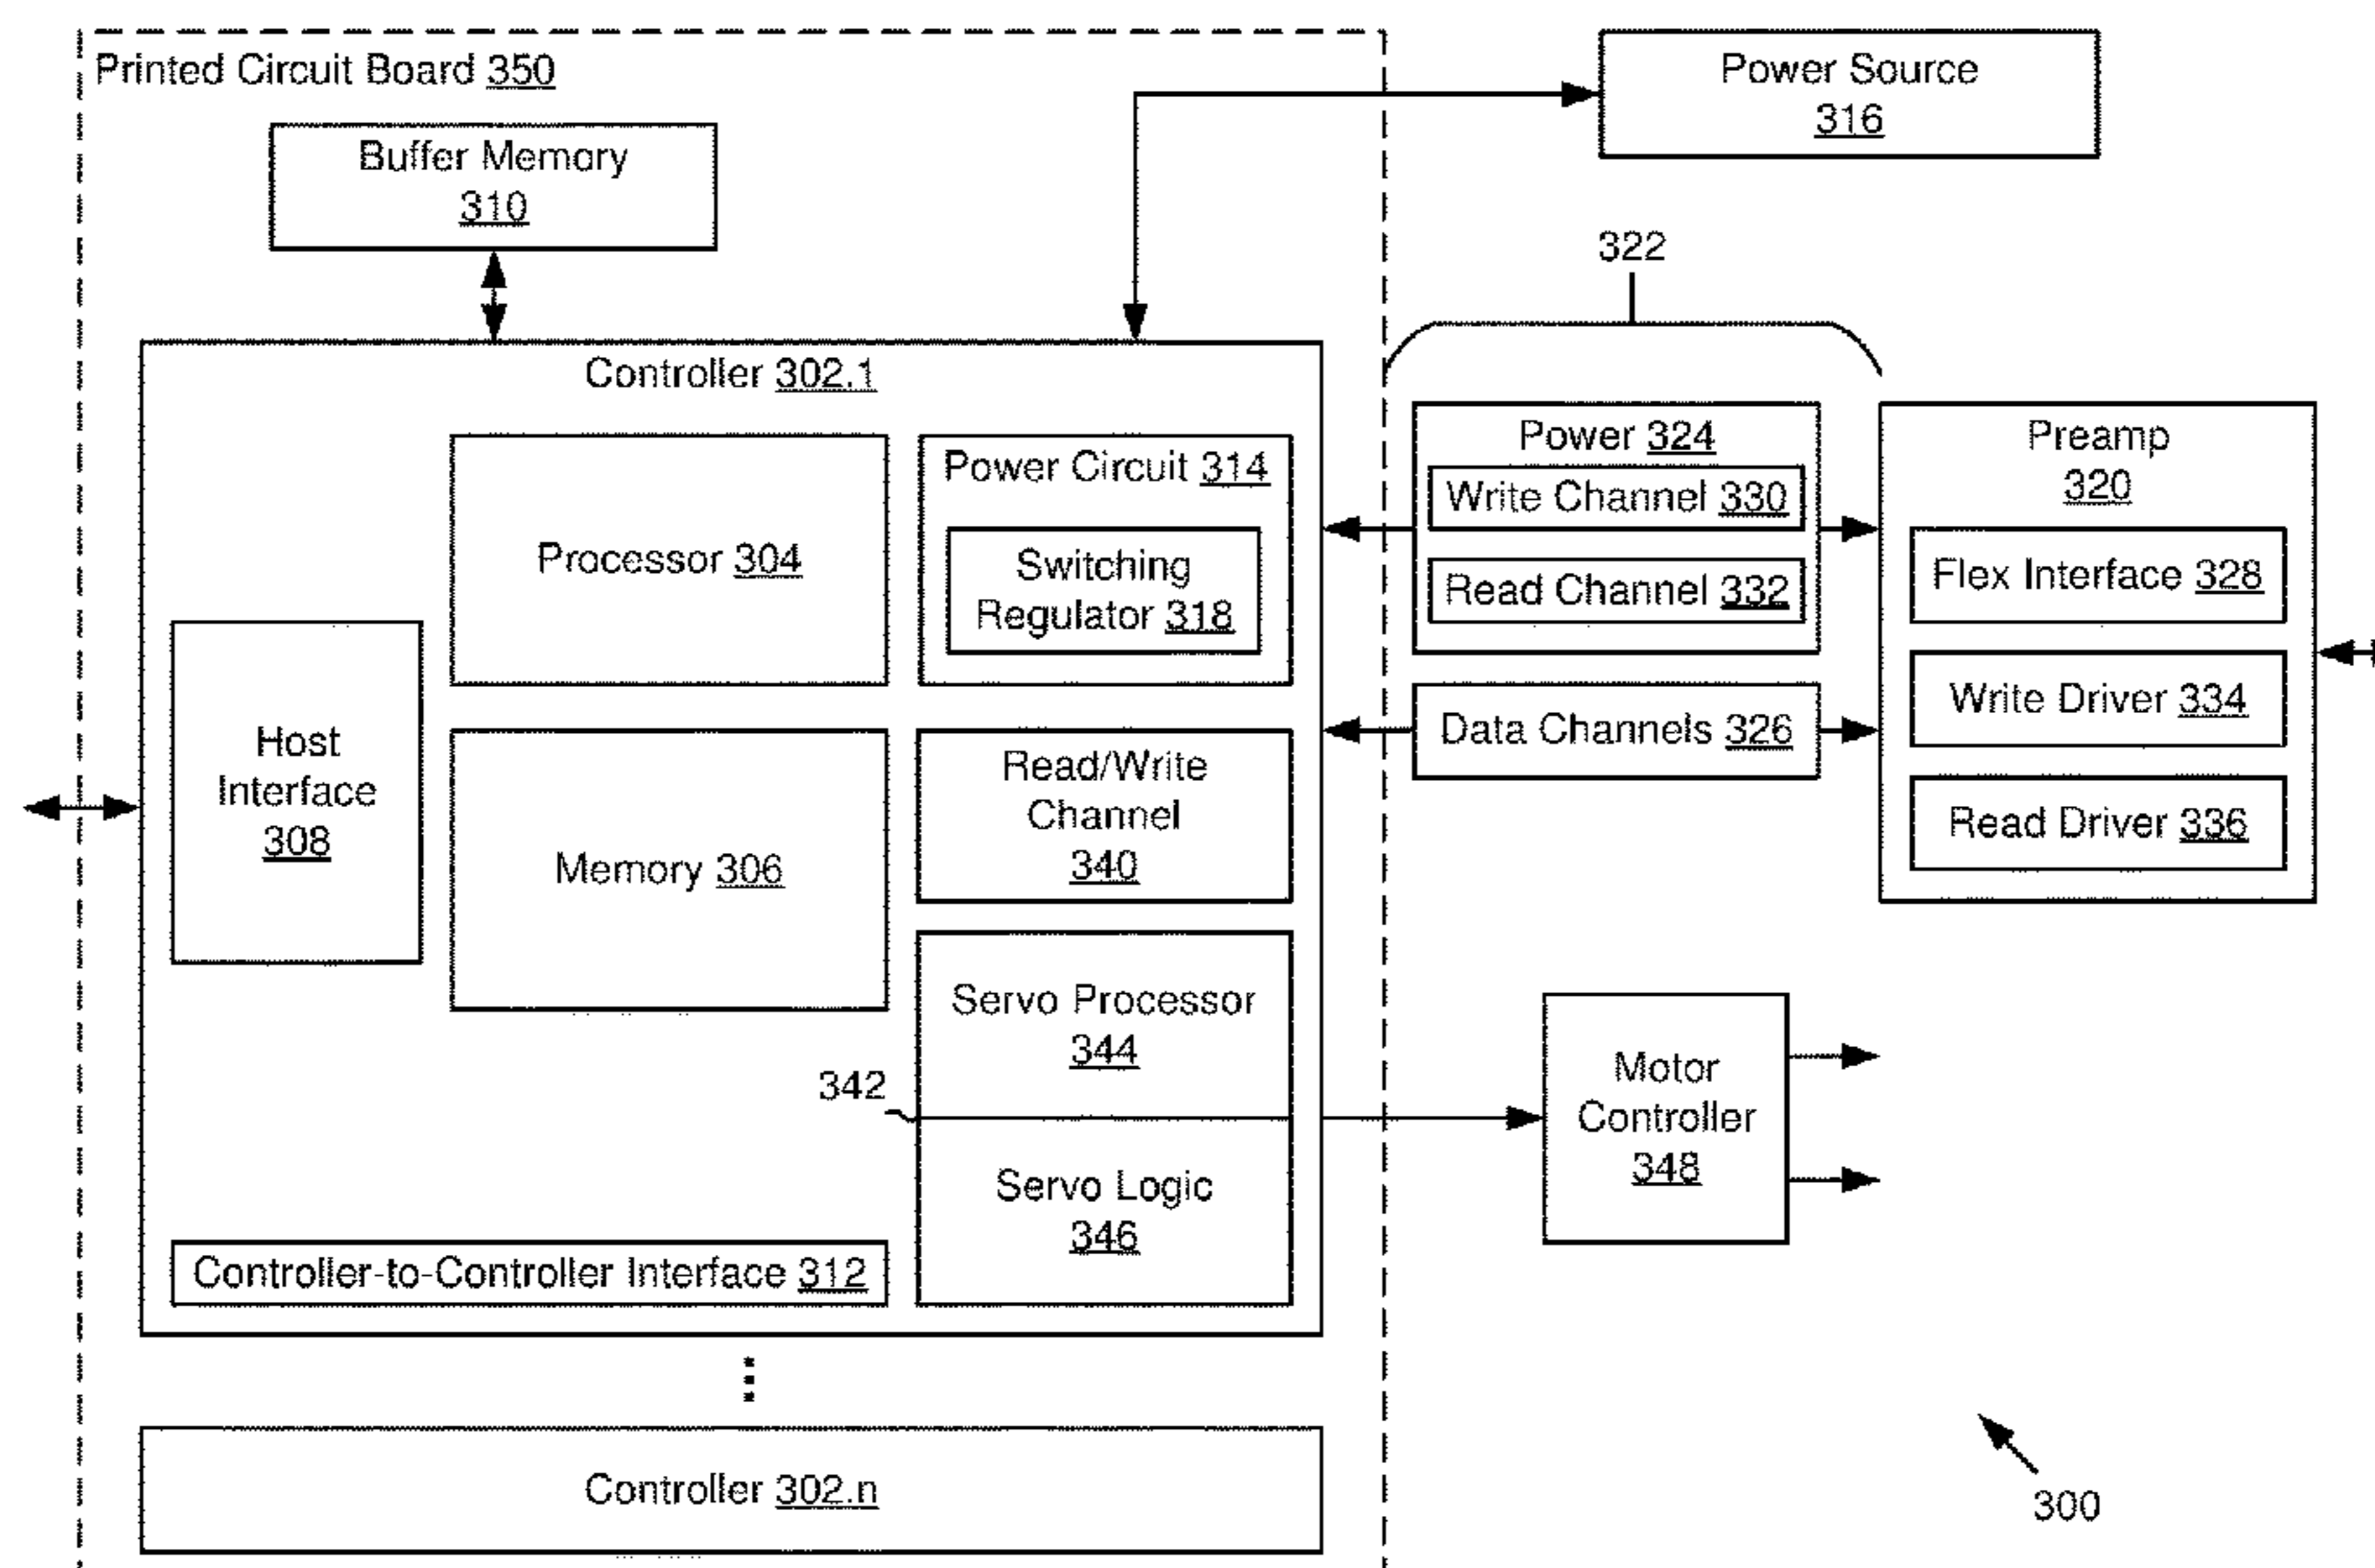 Printed Circuit Board 350
Power Source
316
Buffer Memory
310
322
Controller 302.1
Processor 304
Power Circuit 314
Switching
Regulator 318
Power 324
Write Channel 330
Read Channel 332
Preamp
320
Flex Interface 328
Write Driver 334
Read Driver 336
Host
Interface
308
Memory 306
Read/Write
Channel
340
Data Channels 326
Servo Processor
344
342
Servo Logic
346
Motor
Controller
348
Controller-to-Controller Interface 312
Controller 302.n
300